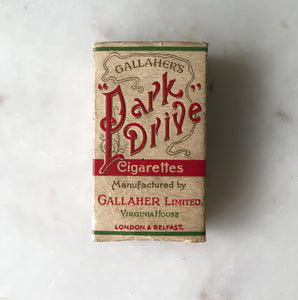 GALLAHER'S
"Park
Drive"
Cigarettes
Manufactured by
GALLAHER LIMITED.
VIRGINIA HOUSE
LONDON & BELFAST.